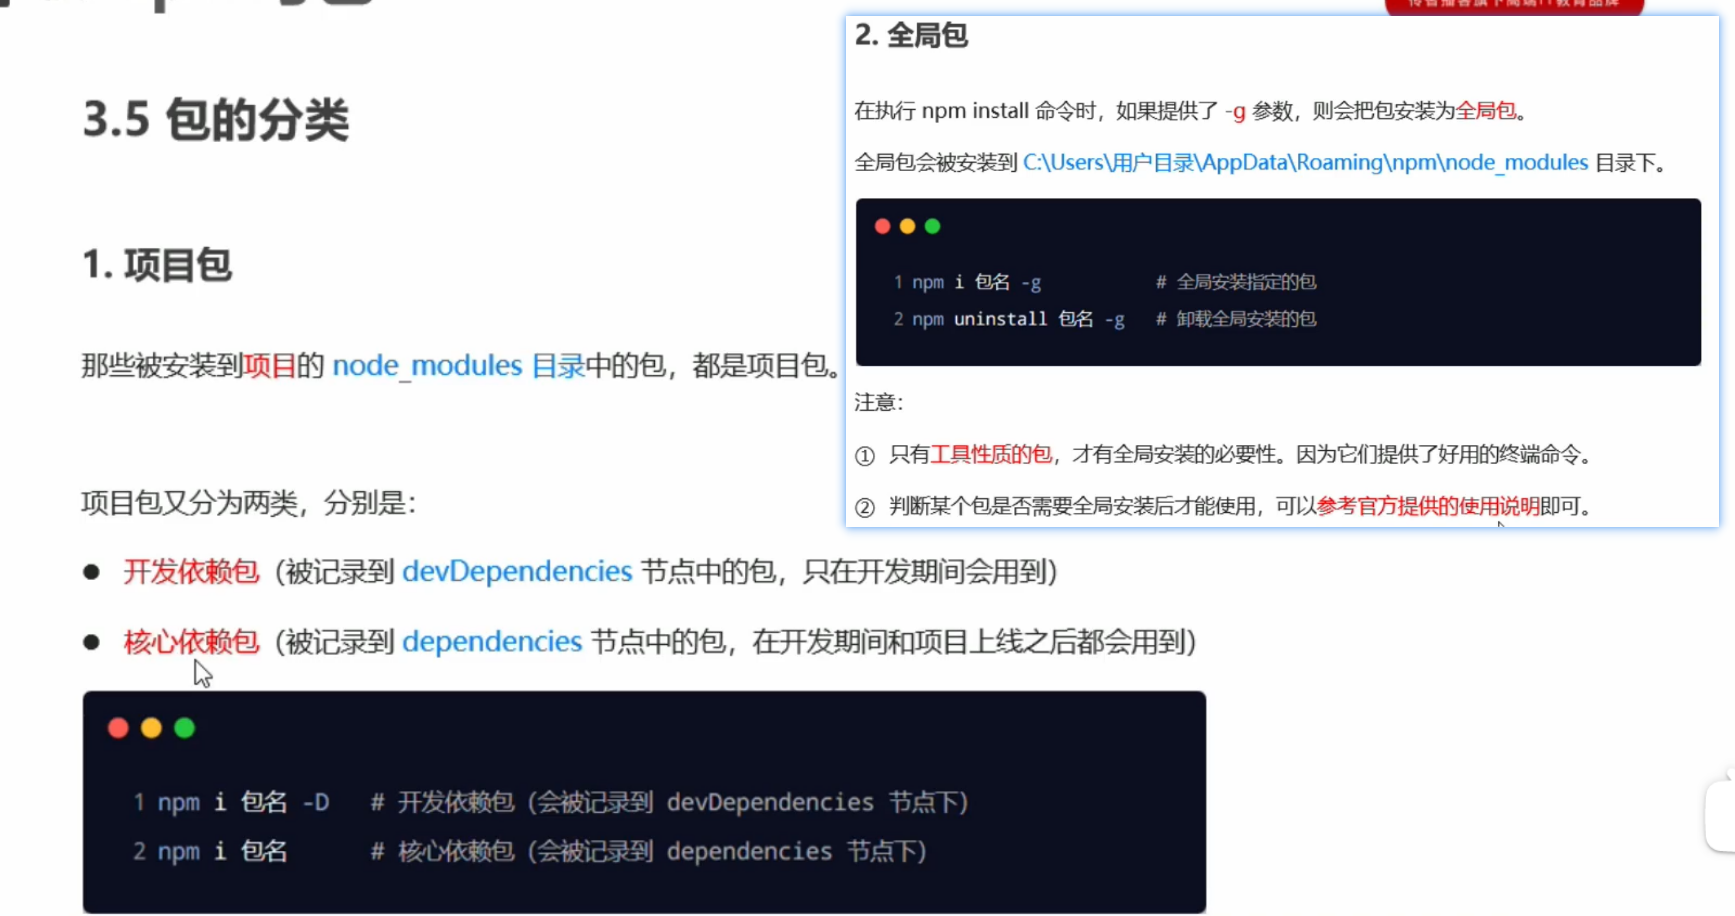 3.5 包的分类
1. 项目包
那些被安装到项目的 node_modules 目录中的包，都是项目包。
项目包又分为两类，分别是：
● 开发依赖包（被记录到 devDependencies 节点中的包，只在开发期间会用到）
● 核心依赖包（被记录到 dependencies 节点中的包，在开发期间和项目上线之后都会用到）
1 npm i 包名 -D # 开发依赖包（会被记录到 devDependencies 节点下）
2 npm i 包名 # 核心依赖包（会被记录到 dependencies 节点下）
2. 全局包
在执行 npm install 命令时，如果提供了 -g 参数，则会把包安装为全局包。
全局包会被安装到 C:\Users\用户目录\AppData\Roaming\npm\node_modules 目录下。
1 npm i 包名 -g # 全局安装指定的包
2 npm uninstall 包名 -g # 卸载全局安装的包
注意：
① 只有工具性质的包，才有全局安装的必要性。因为它们提供了好用的终端命令。
② 判断某个包是否需要全局安装后才能使用，可以参考官方提供的使用说明即可。